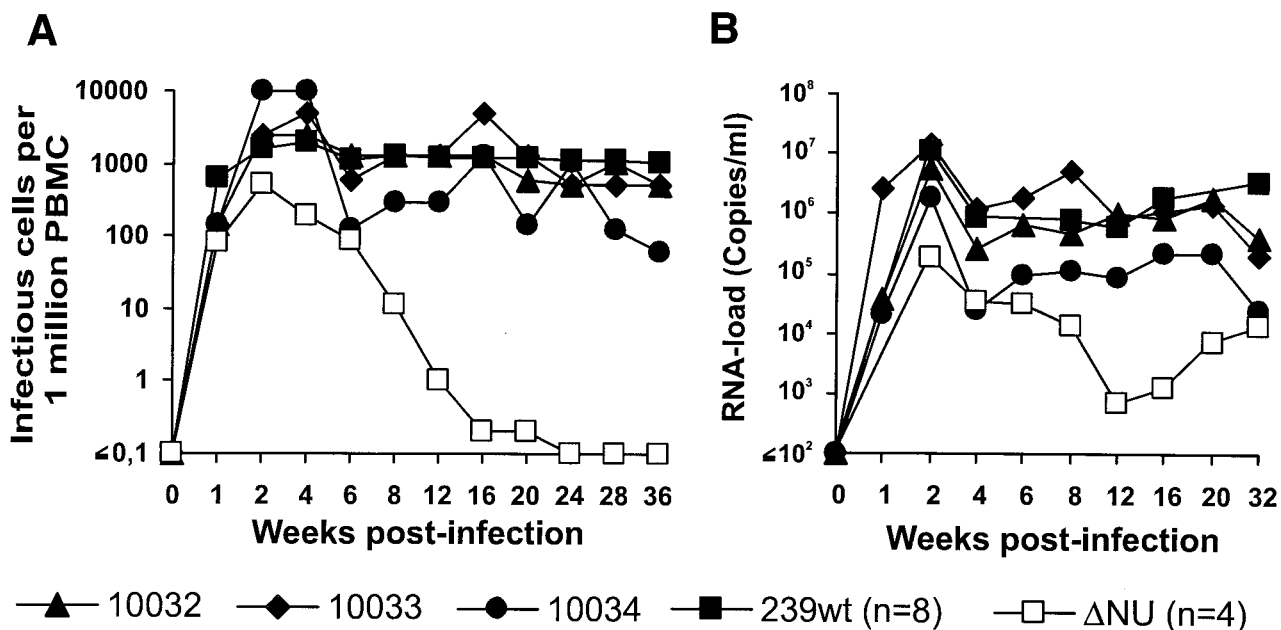 A
B
Infectious cells per
1 million PBMC
10000
1000
100
10
1
≤0,1
0 1 2 4 6 8 12 16 20 24 28 36
Weeks post-infection
RNA-load (Copies/ml)
10⁸
10⁷
10⁶
10⁵
10⁴
10³
≤10²
0 1 2 4 6 8 12 16 20 32
Weeks post-infection
10032 10033 10034 239wt (n=8) ΔNU (n=4)